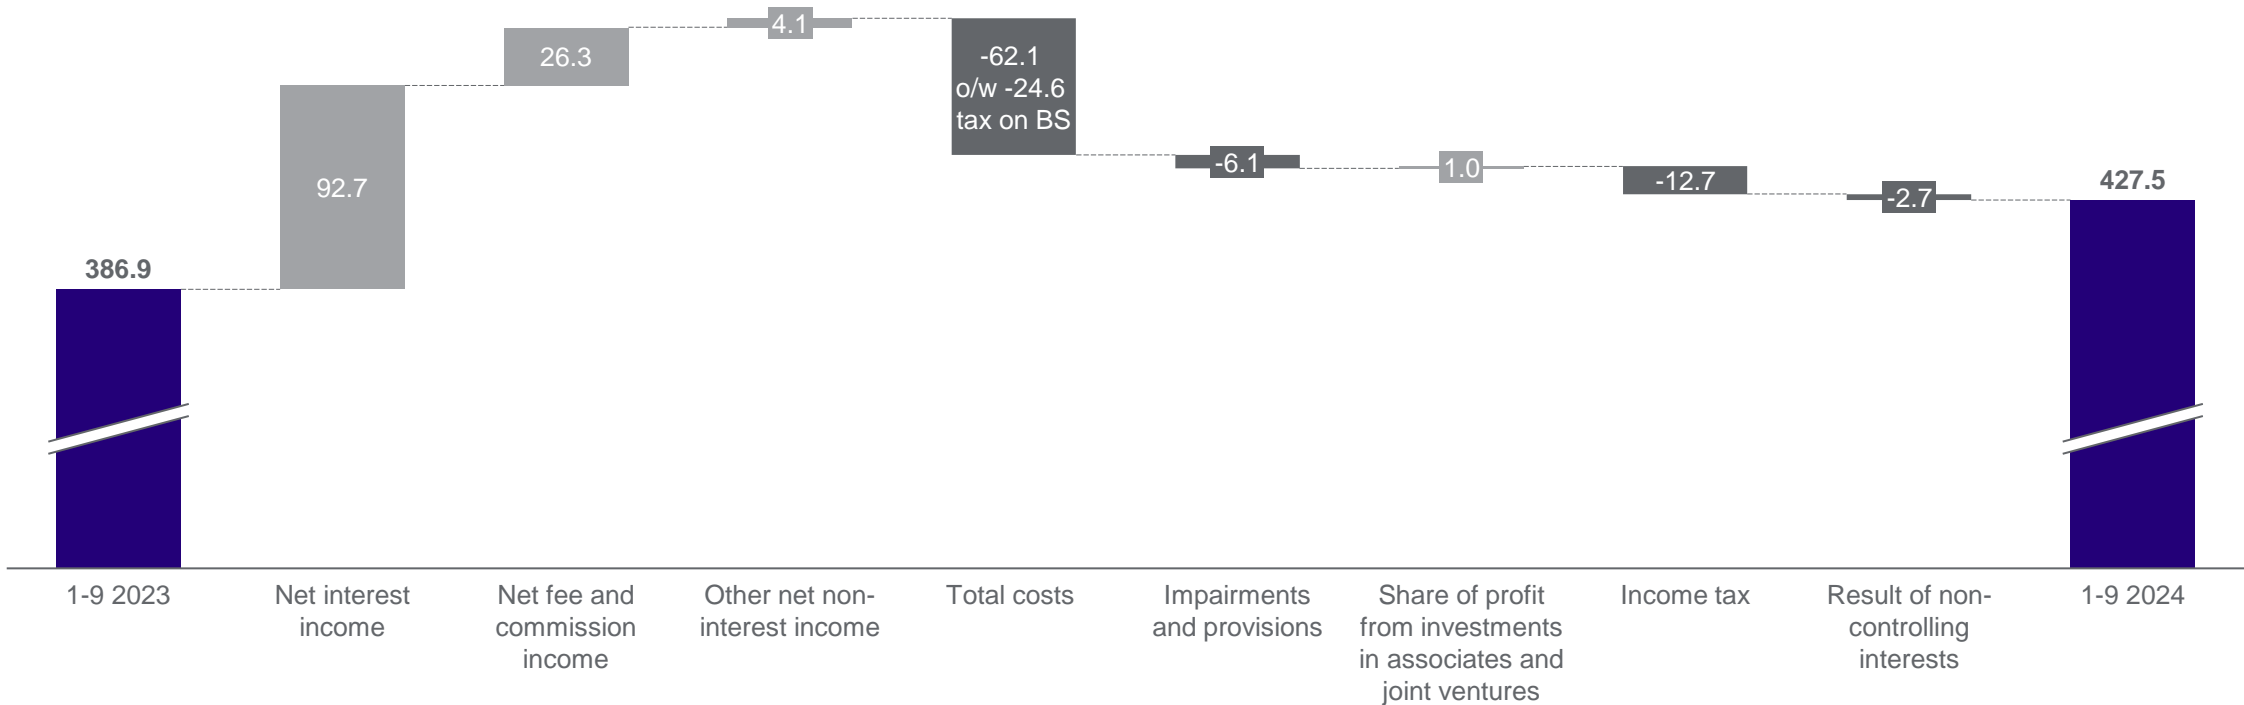 386.9
92.7
26.3
4.1
-62.1
o/w -24.6
tax on BS
-6.1
1.0
-12.7
-2.7
427.5
1-9 2023
Net interest
income
Net fee and
commission
income
Other net non-
interest income
Total costs
Impairments
and provisions
Share of profit
from investments
in associates and
joint ventures
Income tax
Result of non-
controlling
interests
1-9 2024